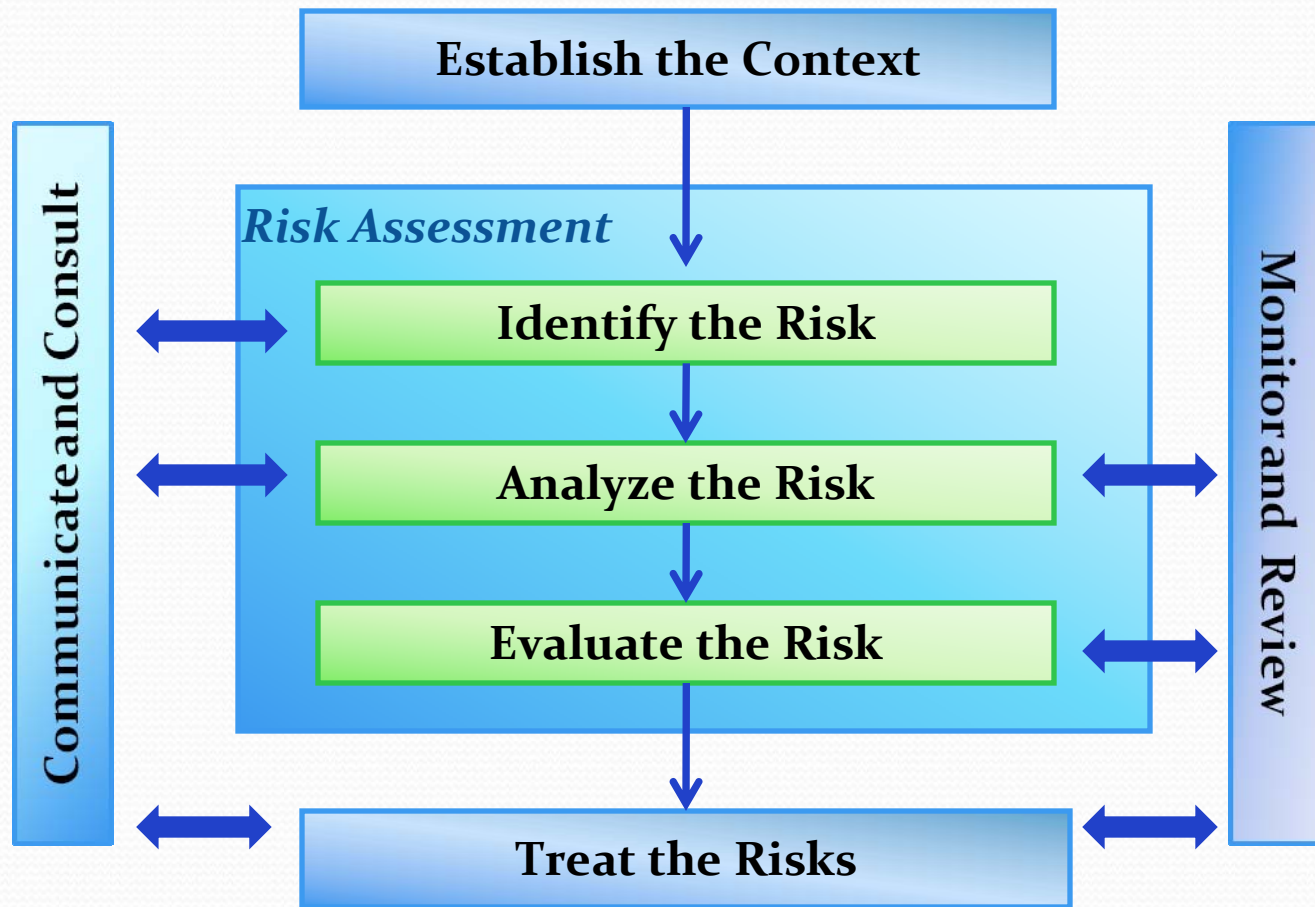 Establish the Context
Communicate and Consult
Risk Assessment
Identify the Risk
Analyze the Risk
Evaluate the Risk
Monitor and Review
Treat the Risks